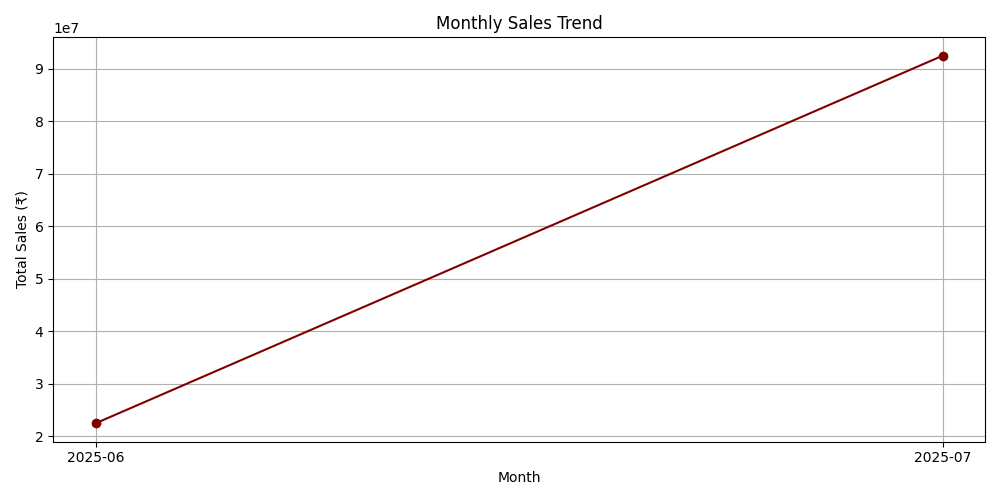 Monthly Sales Trend
1e7
9
8
7
6
5
4
3
2
Total Sales (₹)
2025-06
2025-07
Month